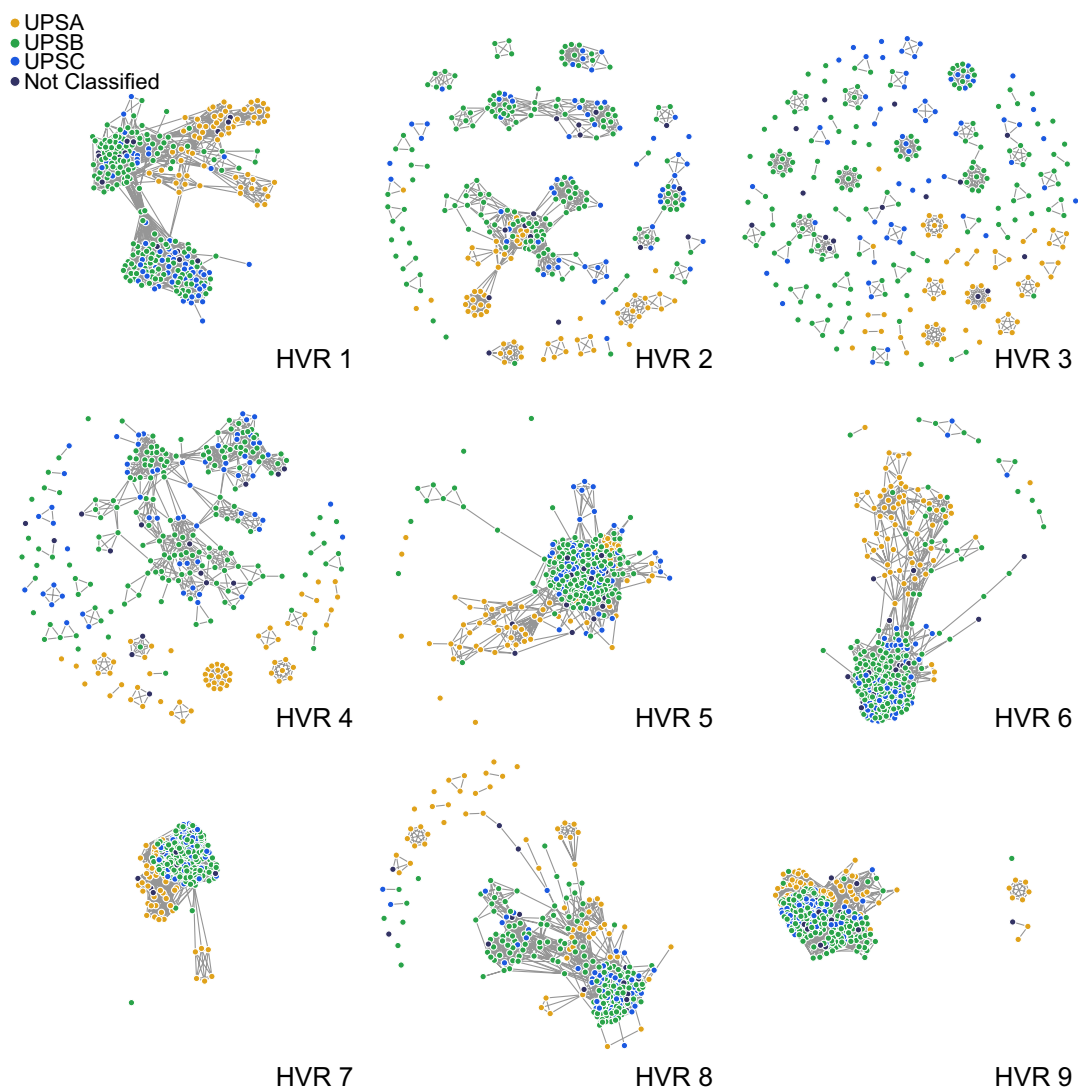 UPSA
UPSB
UPSC
Not Classified
HVR 1
HVR 2
HVR 3
HVR 4
HVR 5
HVR 6
HVR 7
HVR 8
HVR 9